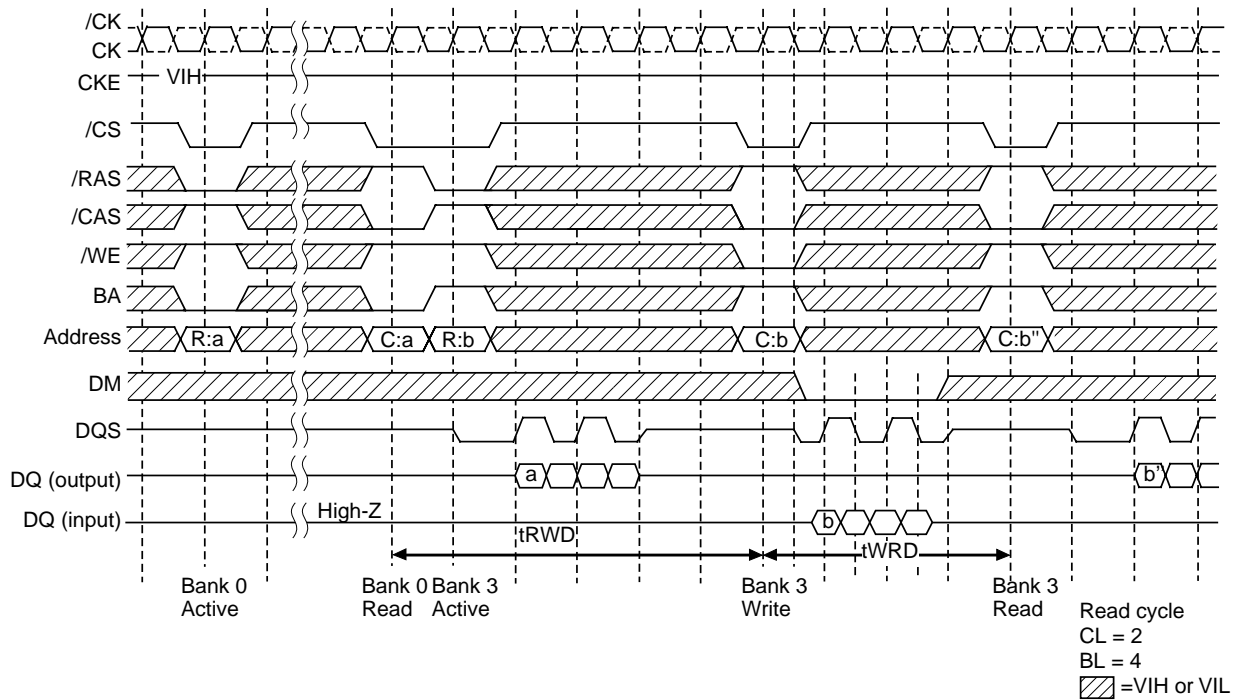 /CK
CK
CKE
VIH
/CS
/RAS
/CAS
/WE
BA
Address
R:a
C:a
R:b
C:b
C:b"
DM
DQS
DQ (output)
a
b'
DQ (input)
High-Z
b
tRWD
tWRD
Bank 0
Active
Bank 0
Read
Bank 3
Active
Bank 3
Write
Bank 3
Read
Read cycle
CL = 2
BL = 4
=VIH or VIL